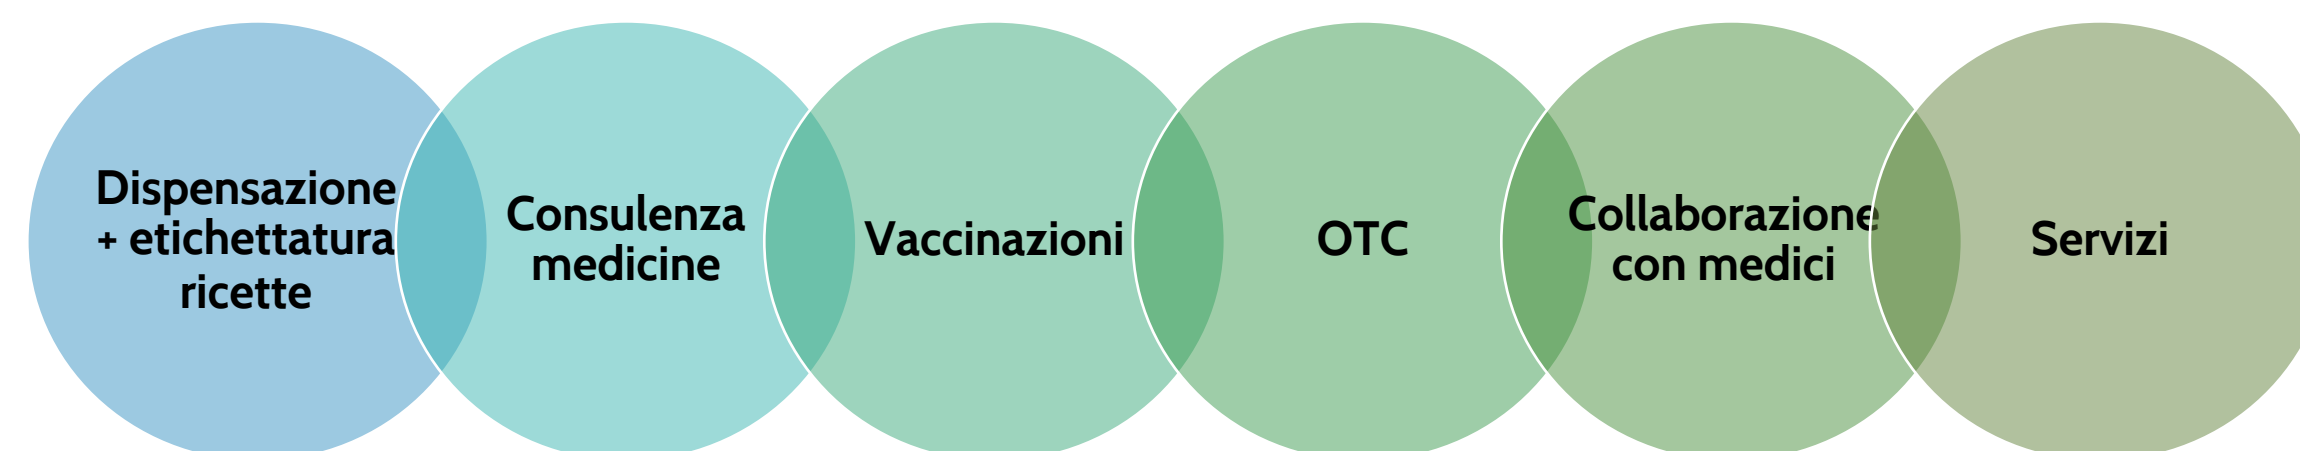 Dispensazione
+ etichettatura
ricette
Consulenza
medicine
Vaccinazioni
OTC
Collaborazione
con medici
Servizi